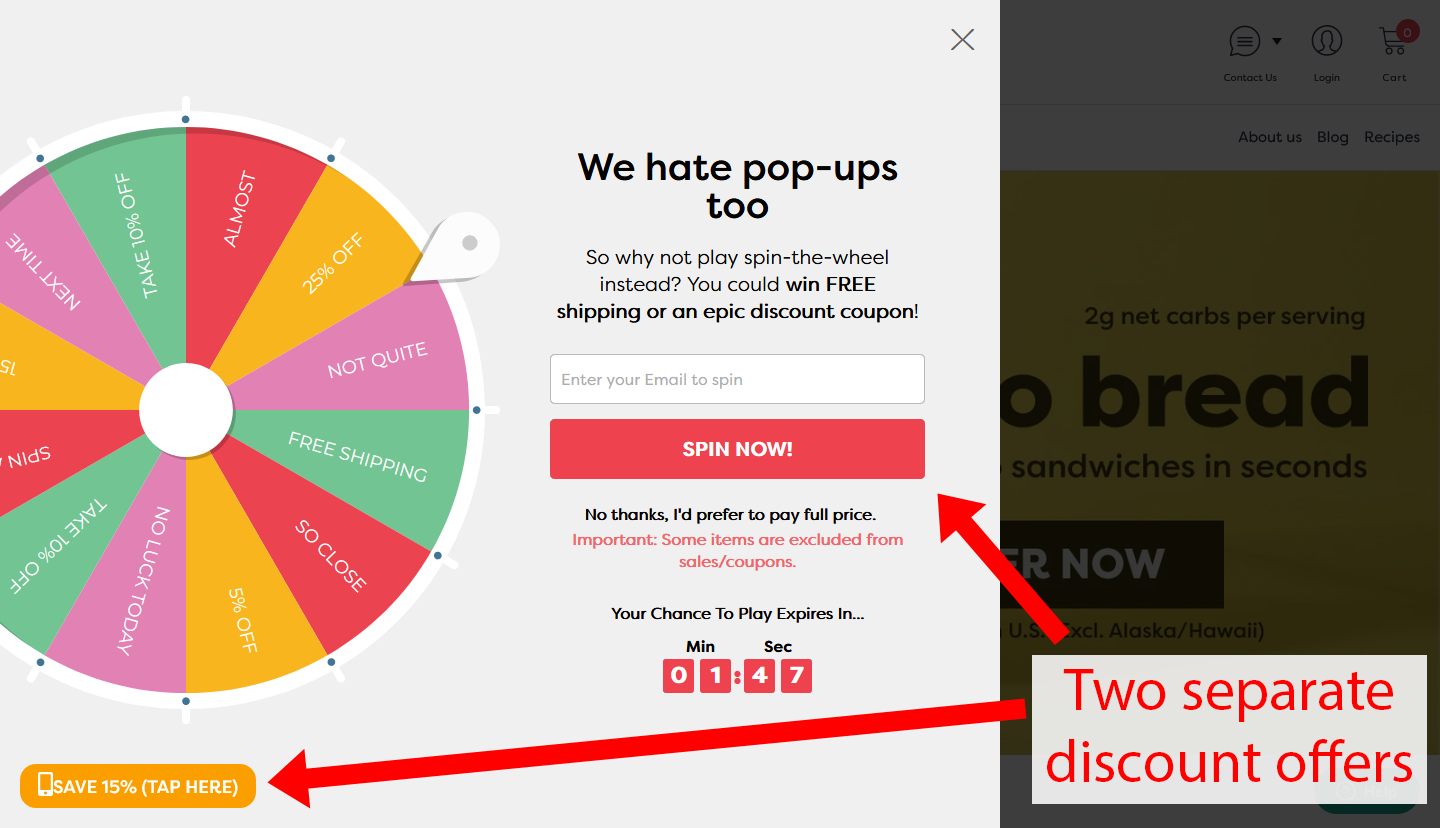 Contact Us
Login
0
Cart
About us
Blog
Recipes
ALMOST
25% OFF
NOT QUITE
FREE SHIPPING
SO CLOSE
5% OFF
NO LUCK TODAY
TAKE 10% OFF
SPIN
15
NEXT TIME
TAKE 10% OFF
We hate pop-ups
too
So why not play spin-the-wheel
instead? You could win FREE
shipping or an epic discount coupon!
Enter your Email to spin
SPIN NOW!
No thanks, I'd prefer to pay full price.
Important: Some items are excluded from
sales/coupons.
Your Chance To Play Expires In...
Min Sec
01:47
SAVE 15% (TAP HERE)
2g net carbs per serving
o bread
sandwiches in seconds
ER NOW
U.S. Excl. Alaska/Hawaii)
Two separate
discount offers
Help